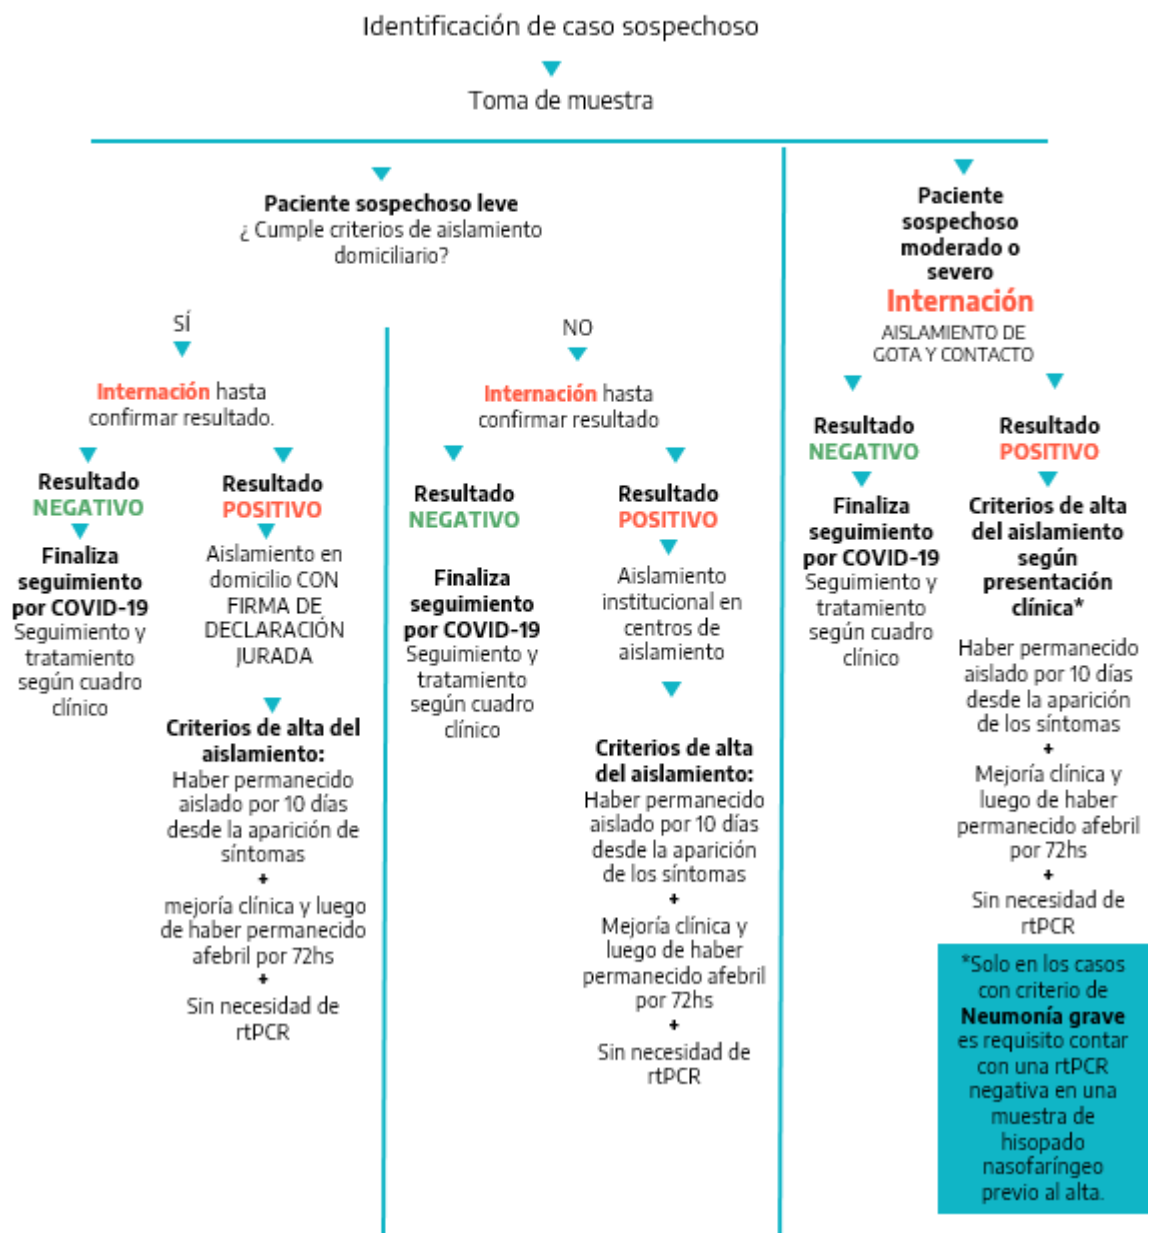 Identificación de caso sospechoso
Toma de muestra
Paciente sospechoso leve
¿ Cumple criterios de aislamiento
domiciliario?
SÍ
Internación hasta
confirmar resultado.
Resultado
NEGATIVO
Finaliza
seguimiento
por COVID-19
Seguimiento y
tratamiento
según cuadro
clínico
Resultado
POSITIVO
Aislamiento en
domicilio CON
FIRMA DE
DECLARACIÓN
JURADA
Criterios de alta del
aislamiento:
Haber permanecido
aislado por 10 días
desde la aparición de
síntomas
+
mejoría clínica y luego
de haber permanecido
afebril por 72hs
+
Sin necesidad de
rtPCR
NO
Internación hasta
confirmar resultado
Resultado
NEGATIVO
Finaliza
seguimiento
por COVID-19
Seguimiento y
tratamiento
según cuadro
clínico
Resultado
POSITIVO
Aislamiento
institucional en
centros de
aislamiento
Criterios de alta
del aislamiento:
Haber permanecido
aislado por 10 días
desde la aparición
de los síntomas
+
Mejoría clínica y
luego de haber
permanecido afebril
por 72hs
+
Sin necesidad de
rtPCR
Paciente
sospechoso
moderado o
severo
Internación
AISLAMIENTO DE
GOTA Y CONTACTO
Resultado
NEGATIVO
Finaliza
seguimiento
por COVID-19
Seguimiento y
tratamiento
según cuadro
clínico
Resultado
POSITIVO
Criterios de alta
del aislamiento
según
presentación
clínica*
Haber permanecido
aislado por 10 días
desde la aparición
de los síntomas
+
Mejoría clínica y
luego de haber
permanecido afebril
por 72hs
+
Sin necesidad de
rtPCR
*Solo en los casos
con criterio de
Neumonía grave
es requisito contar
con una rtPCR
negativa en una
muestra de
hisopado
nasofaríngeo
previo al alta.